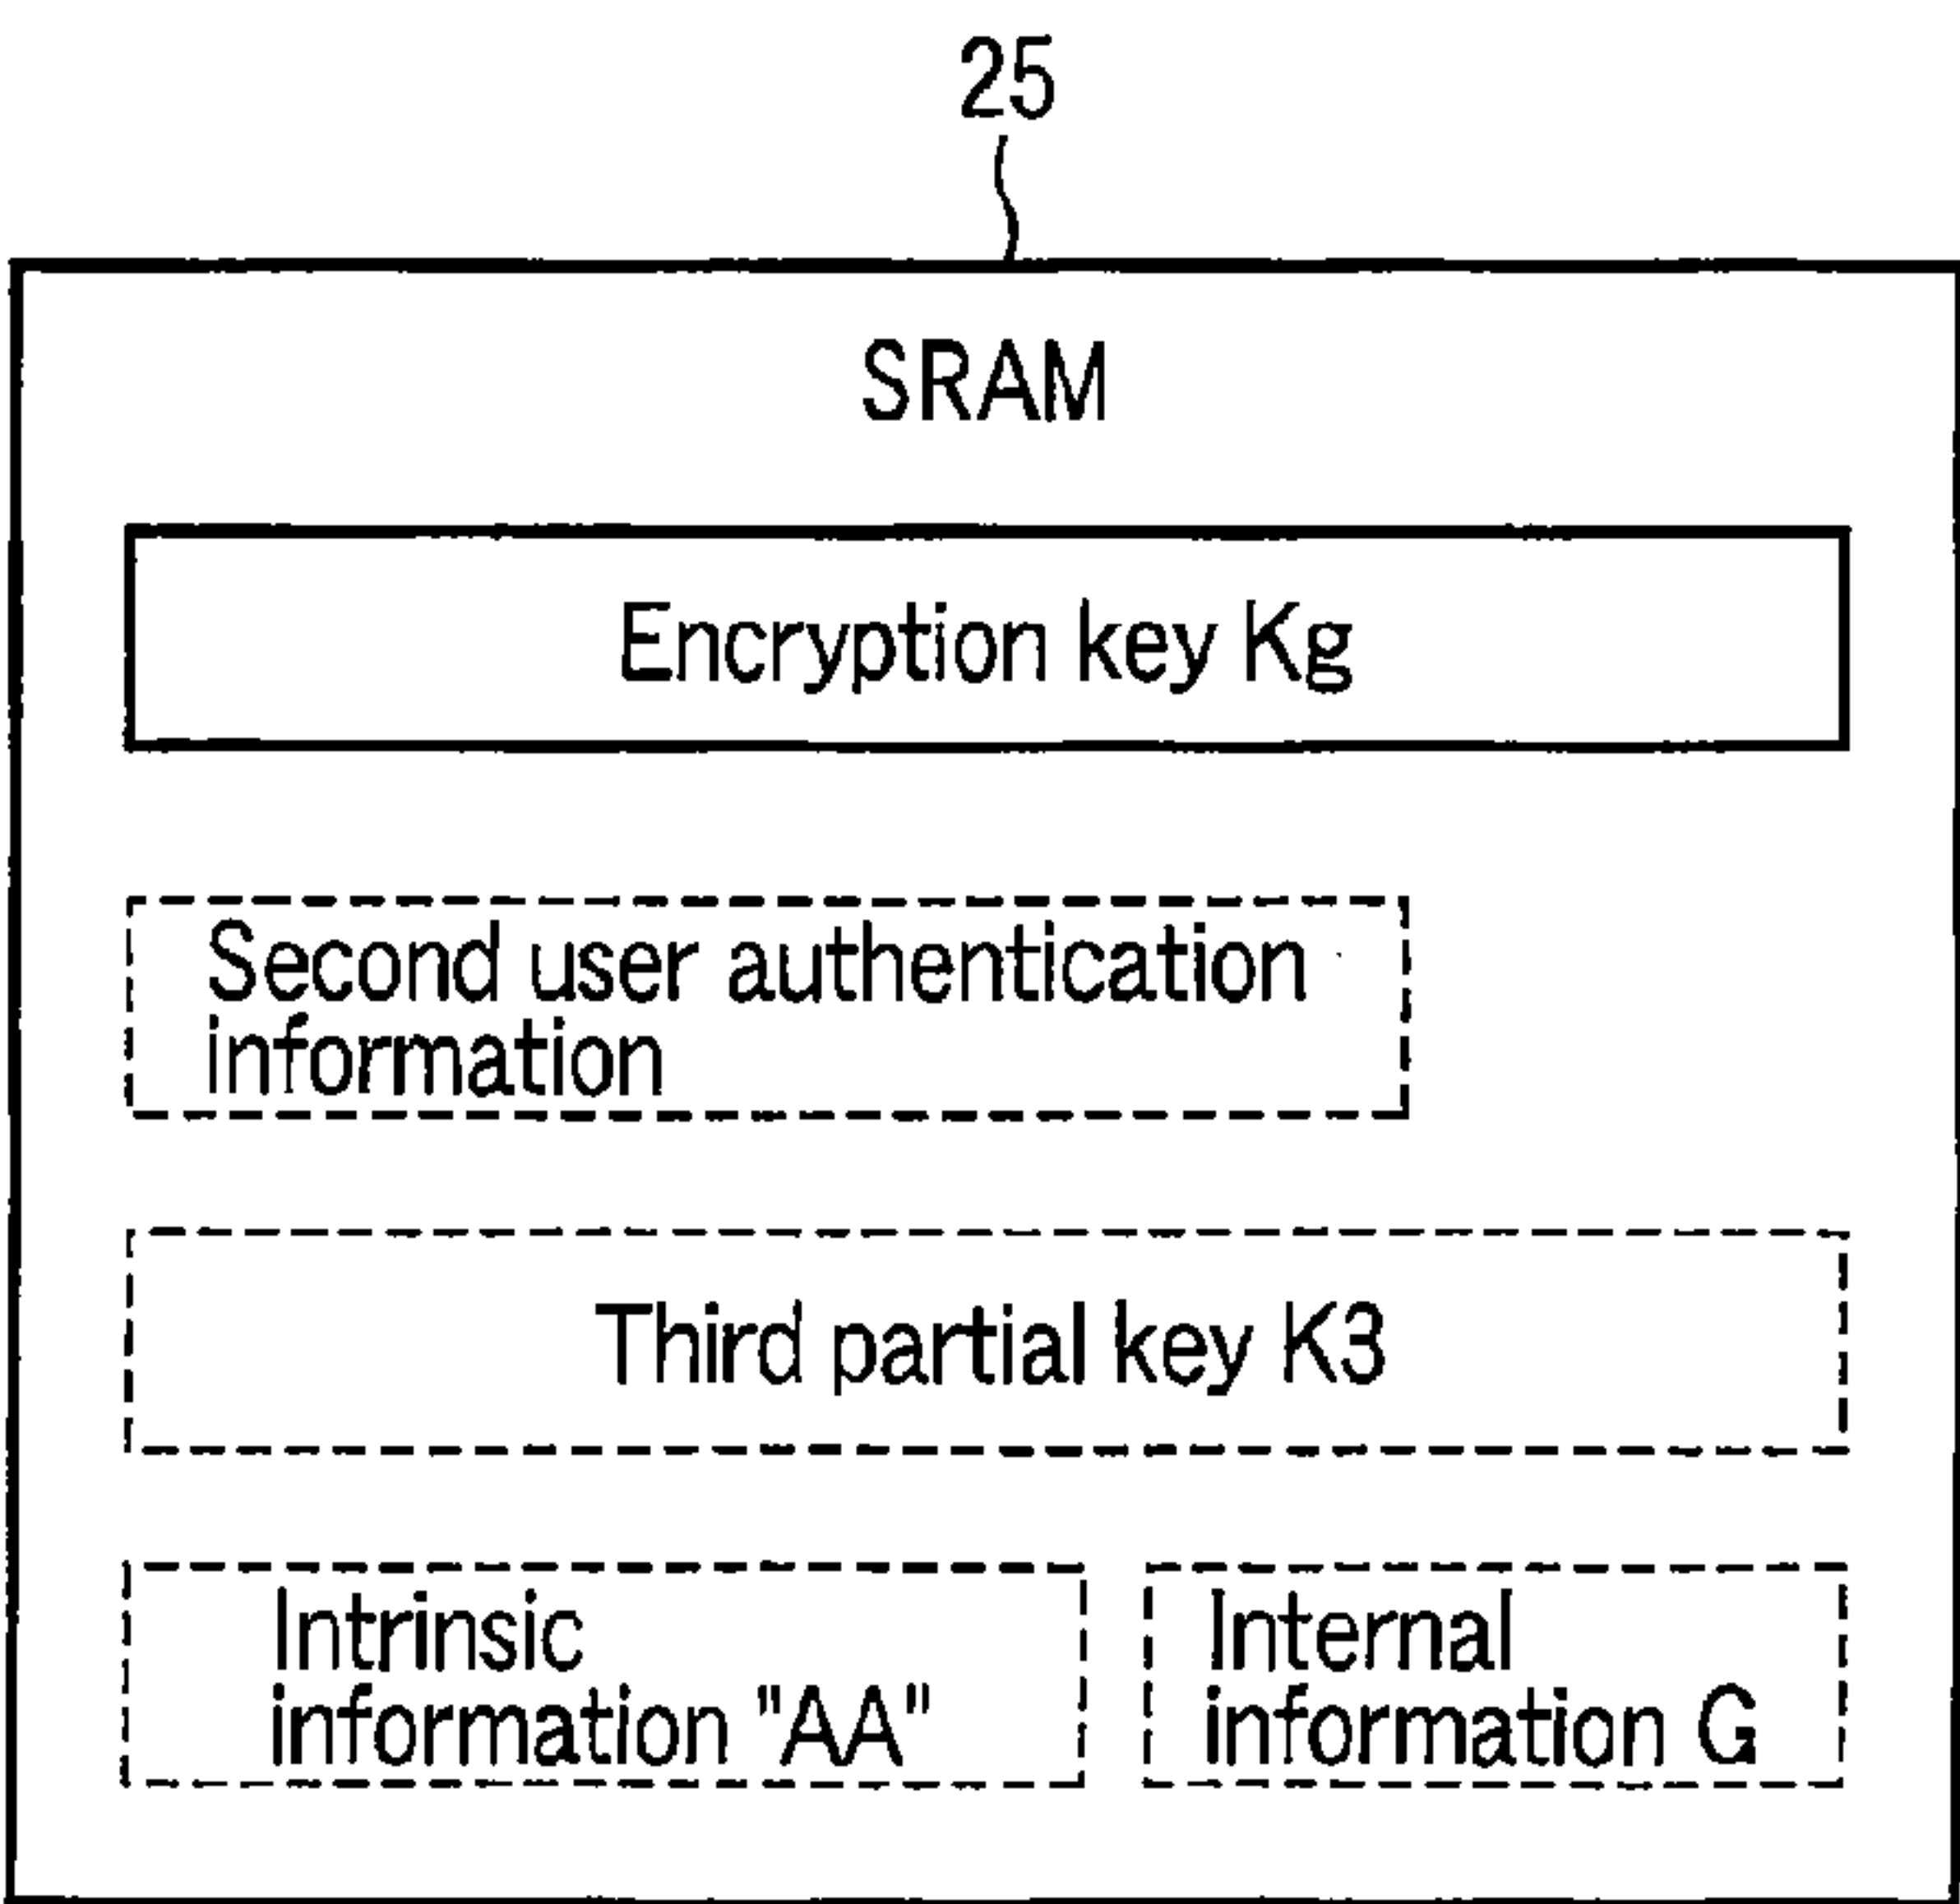 25
SRAM
Encryption key Kg
Second user authentication
information
Third partial key K3
Intrinsic
information "AA"
Internal
information G